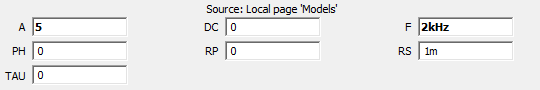 Source: Local page 'Models'
A 5 DC 0 F 2kHz
PH 0 RP 0 RS 1m
TAU 0